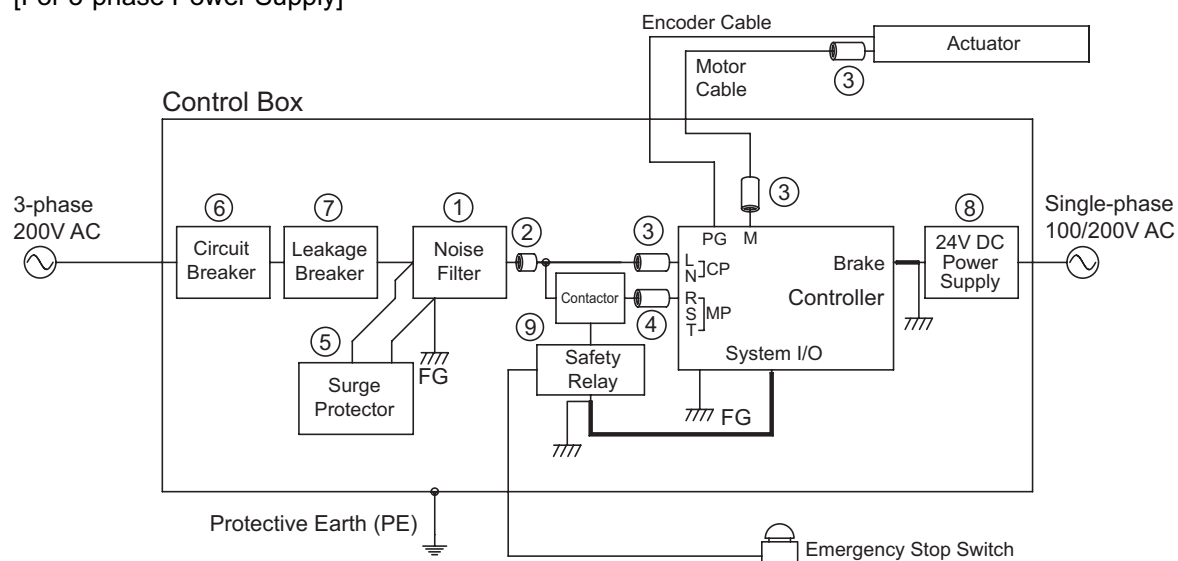 [For 3-phase Power Supply]
Encoder Cable
Actuator
Motor
Cable
3
Control Box
3-phase
200V AC
6
7
1
2
3
3
8
Single-phase
100/200V AC
Circuit
Breaker
Leakage
Breaker
Noise
Filter
PG M
L
N
CP
Brake
24V DC
Power
Supply
Contactor
R
S
T
MP
Controller
9
4
5
Safety
Relay
System I/O
FG
Surge
Protector
FG
Protective Earth (PE)
Emergency Stop Switch